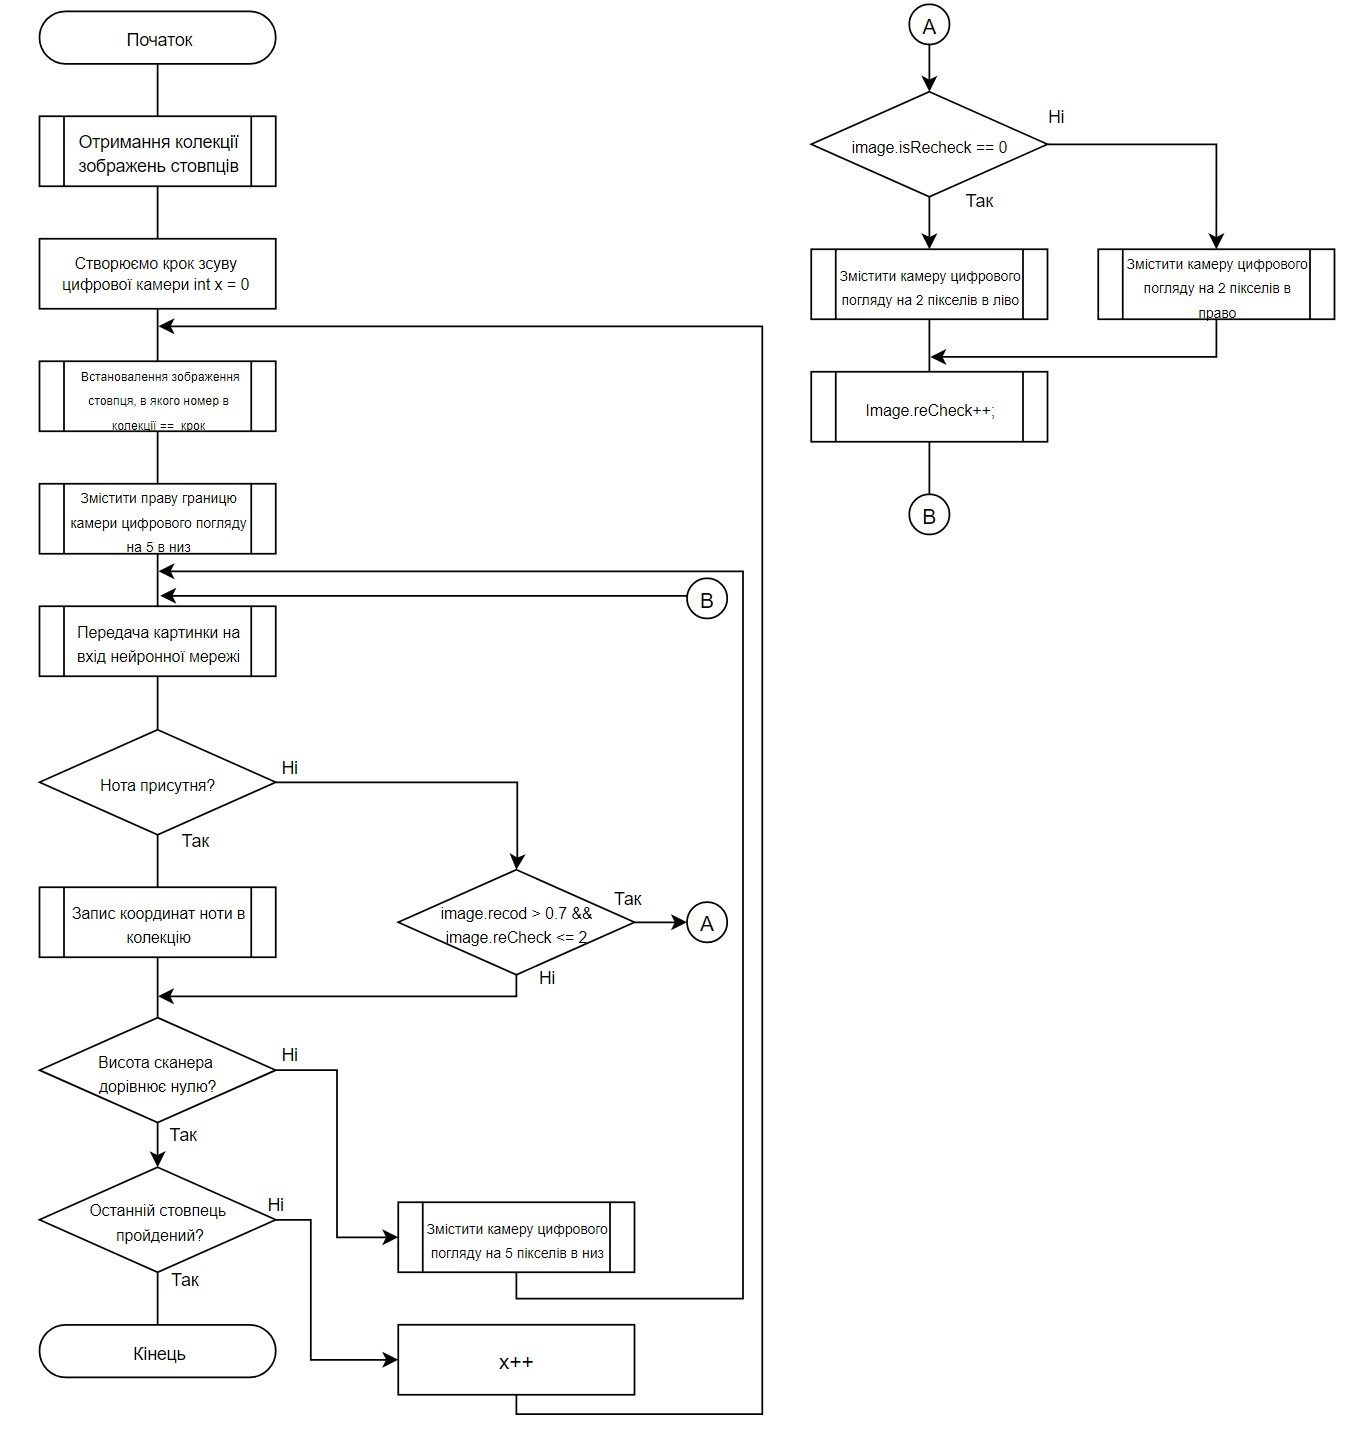 Початок
Отримання колекції
зображень стовпців
Створюємо крок зсуву
цифрової камери int x = 0
Встановалення зображення
стовпця, в якого номер в
колекції == крок
Змістити праву границю
камери цифрового погляду
на 5 в низ
B
Передача картинки на
вхід нейронної мережі
Нота присутня?
Ні
Так
Запис координат ноти в
колекцію
image.recod > 0.7 &&
image.reCheck <= 2
Так
A
Ні
Висота сканера
дорівнює нулю?
Ні
Так
Останній стовпець
пройдений?
Ні
Так
Змістити камеру цифрового
погляду на 5 пікселів в низ
Кінець
x++
A
image.isRecheck == 0
Ні
Так
Змістити камеру цифрового
погляду на 2 пікселів в ліво
Змістити камеру цифрового
погляду на 2 пікселів в
право
Image.reCheck++;
B